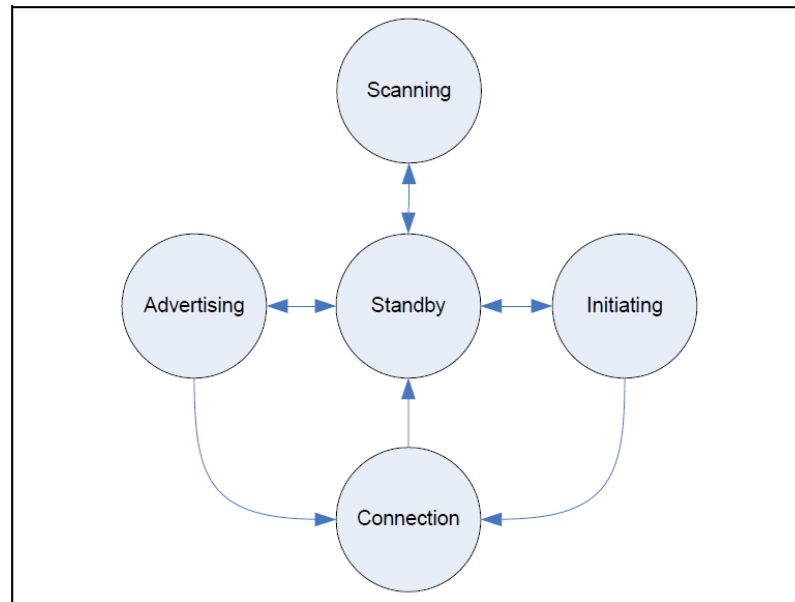 Scanning
Advertising
Standby
Initiating
Connection